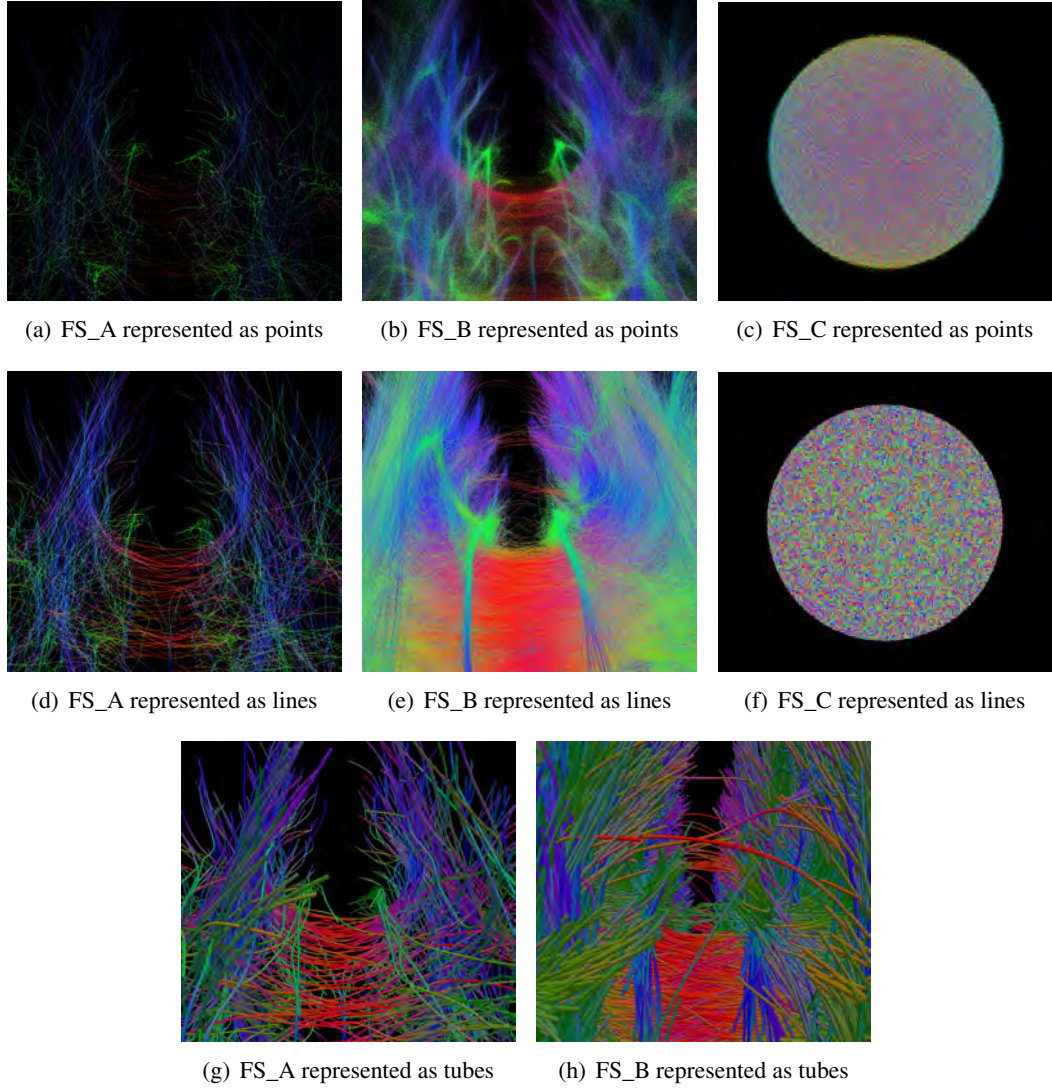 (a) FS_A represented as points
(b) FS_B represented as points
(c) FS_C represented as points
(d) FS_A represented as lines
(e) FS_B represented as lines
(f) FS_C represented as lines
(g) FS_A represented as tubes
(h) FS_B represented as tubes